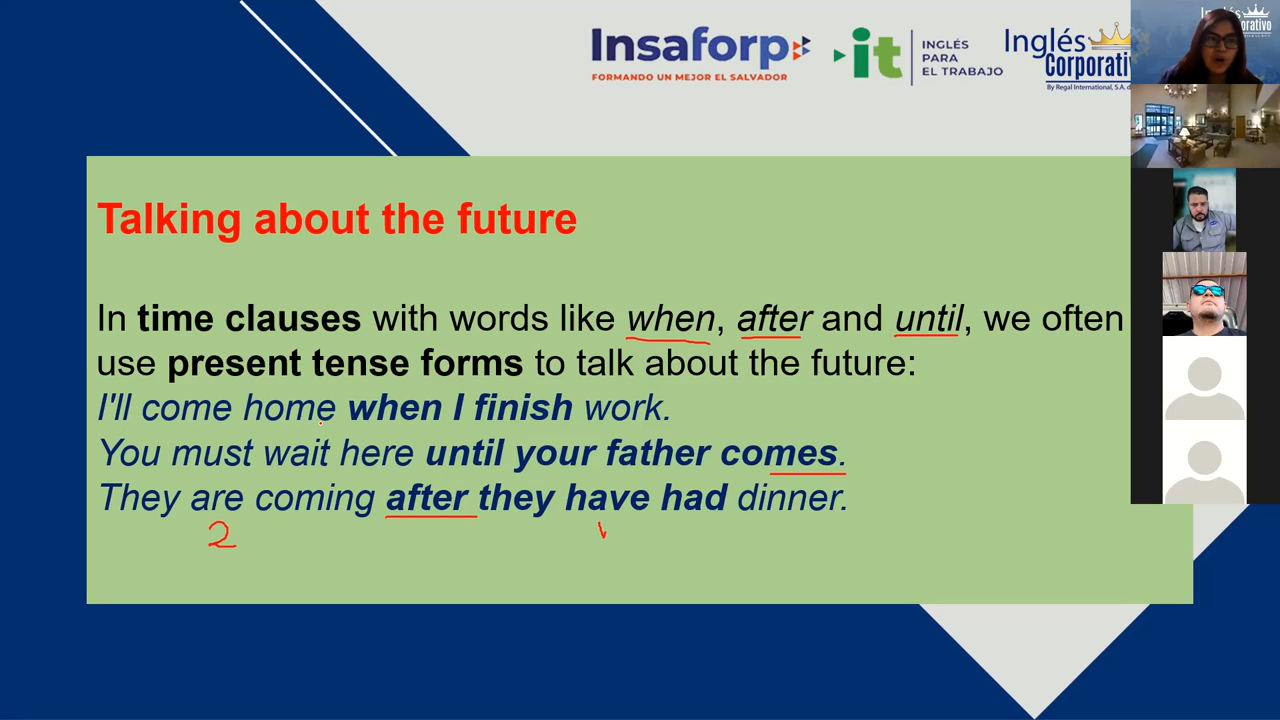 Insaforp
FORMANDO UN MEJOR EL SALVADOR
it
INGLÉS
PARA
EL TRABAJO
Inglés
Corporativ
By Regal International, S.A. d
Talking about the future
In time clauses with words like when, after and until, we often
use present tense forms to talk about the future:
I'll come home when I finish work.
You must wait here until your father comes.
They are coming after they have had dinner.
2